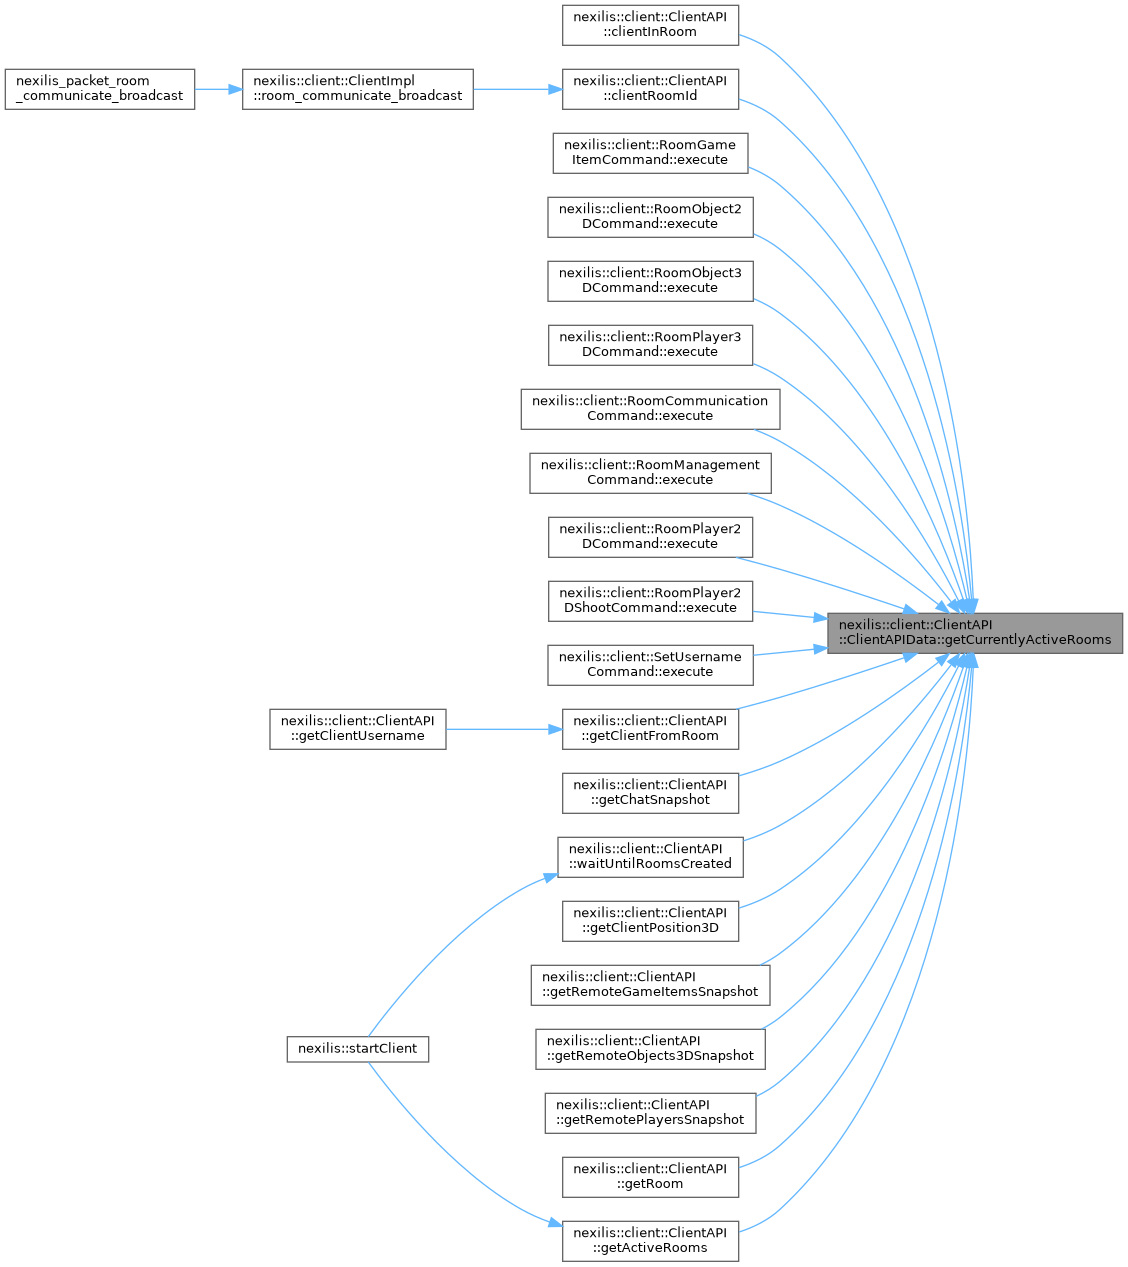 nexilis::client::ClientAPI
::clientInRoom
nexilis_packet_room
_communicate_broadcast
nexilis::client::ClientImpl
::room_communicate_broadcast
nexilis::client::ClientAPI
::clientRoomId
nexilis::client::RoomGame
ItemCommand::execute
nexilis::client::RoomObject2
DCommand::execute
nexilis::client::RoomObject3
DCommand::execute
nexilis::client::RoomPlayer3
DCommand::execute
nexilis::client::RoomCommunication
Command::execute
nexilis::client::RoomManagement
Command::execute
nexilis::client::RoomPlayer2
DCommand::execute
nexilis::client::RoomPlayer2
DShootCommand::execute
nexilis::client::ClientAPI
::ClientAPIData::getCurrentlyActiveRooms
nexilis::client::SetUsername
Command::execute
nexilis::client::ClientAPI
::getClientUsername
nexilis::client::ClientAPI
::getClientFromRoom
nexilis::client::ClientAPI
::getChatSnapshot
nexilis::client::ClientAPI
::waitUntilRoomsCreated
nexilis::client::ClientAPI
::getClientPosition3D
nexilis::client::ClientAPI
::getRemoteGameItemsSnapshot
nexilis::startClient
nexilis::client::ClientAPI
::getRemoteObjects3DSnapshot
nexilis::client::ClientAPI
::getRemotePlayersSnapshot
nexilis::client::ClientAPI
::getRoom
nexilis::client::ClientAPI
::getActiveRooms